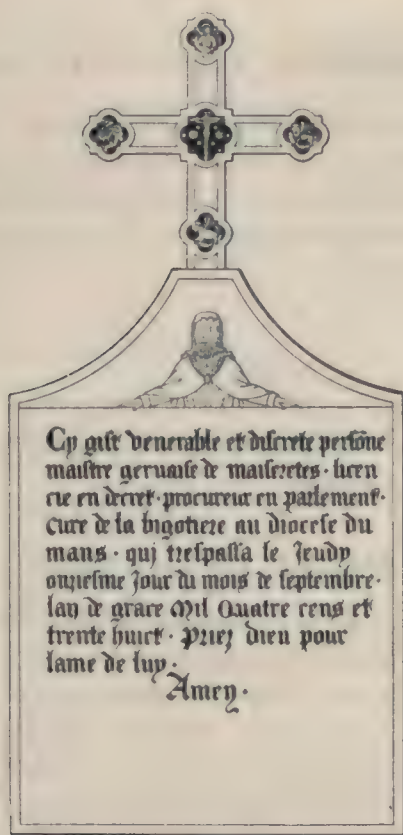 Cy gist venerable et discrete persōne
maistre geruaise de maiseretes · licen
cie en decret · procureur en parlement ·
Cure de la bigotiere au diocese du
mans · qui trespassa le Jeudy
onziesme Jour du mois de septembre ·
lan de grace Mil Quatre cens et
trente huict · Priez dieu pour
lame de luy ·
Amen ·